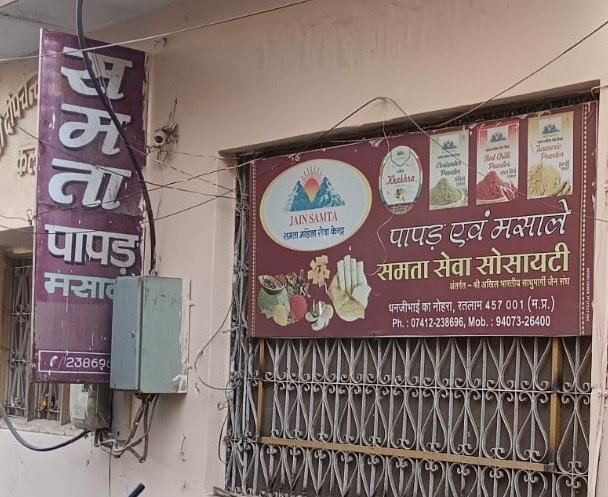 समता
पापड़
मसाले
238696
JAIN SAMTA
समता महिला सेवा केन्द्र
Khakhra
Coriander
Powder
Red Chilli
Powder
Turmeric
Powder
पापड़ एवं मसाले
समता सेवा सोसायटी
अंतर्गत - श्री अखिल भारतीय साधुमार्गी जैन संघ
धनजीभाई का नोहरा, रतलाम 457 001 (म.प्र.)
Ph. : 07412-238696, Mob. : 94073-26400